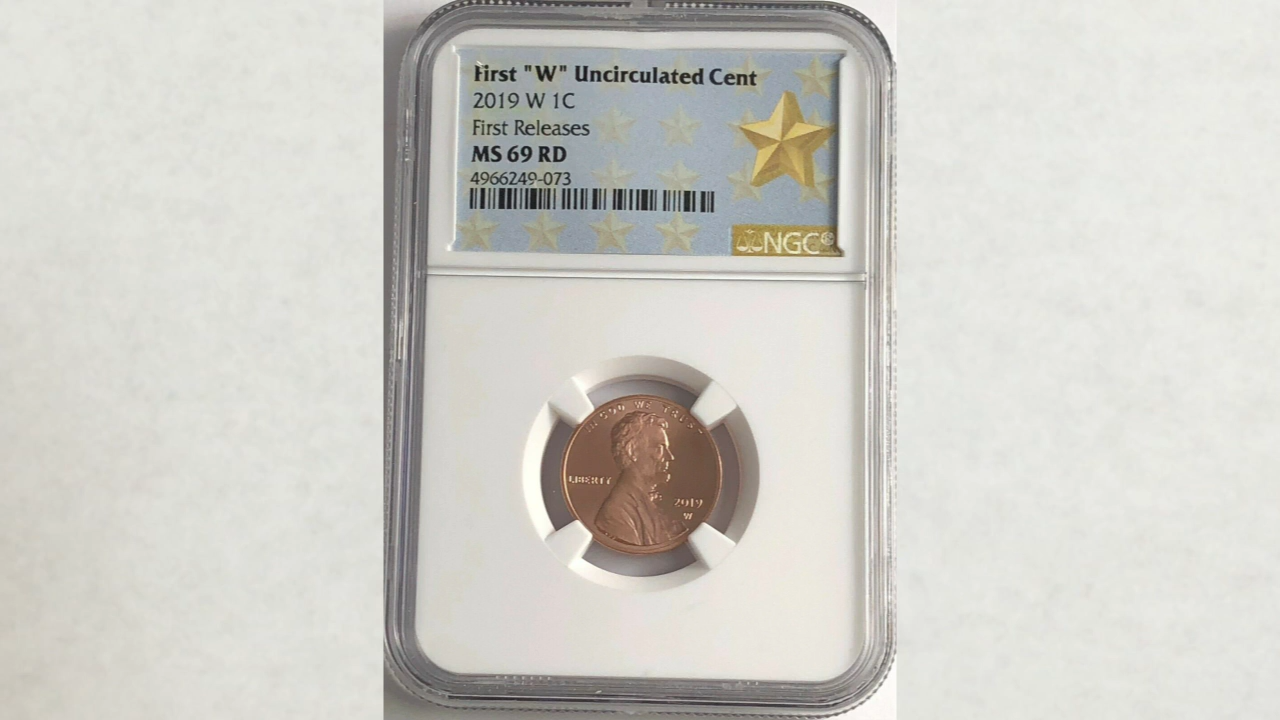 First "W" Uncirculated Cent
2019 W 1C
First Releases
MS 69 RD
4966249-073
NGC
IN GOD WE TRUST
LIBERTY
2019
W